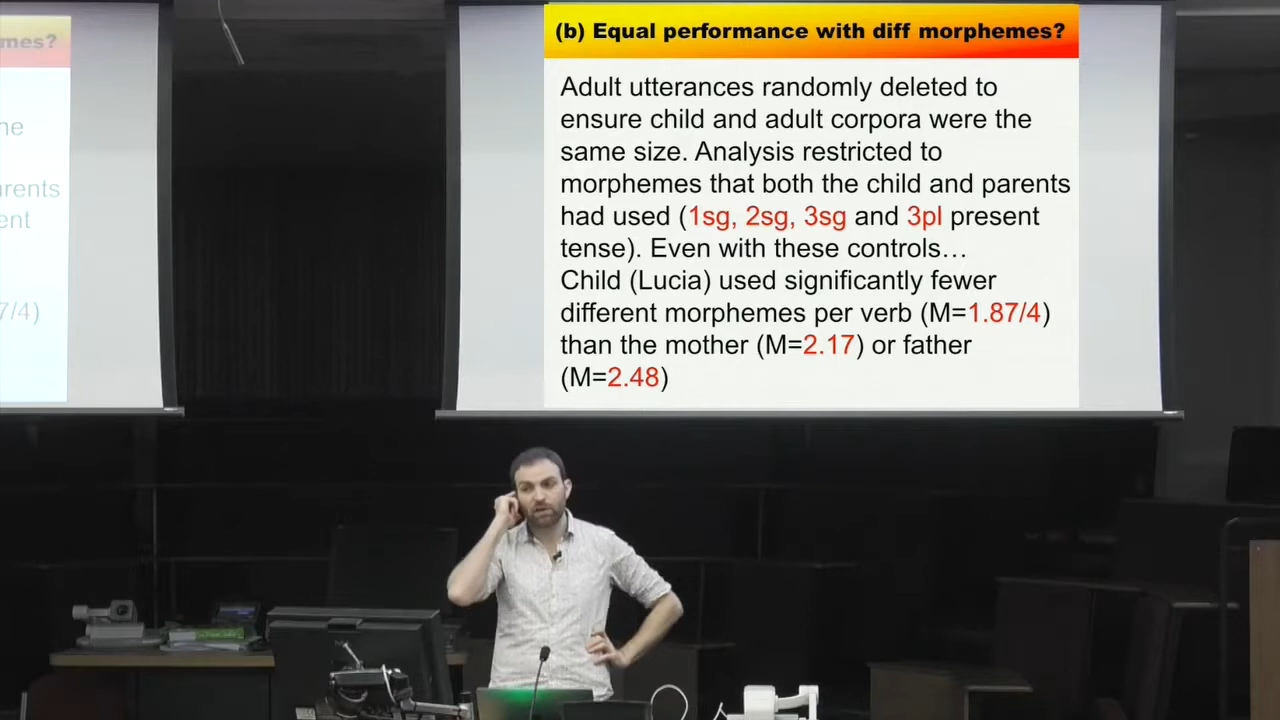 mes?
ne
rents
ent
7/4)
(b) Equal performance with diff morphemes?
Adult utterances randomly deleted to
ensure child and adult corpora were the
same size. Analysis restricted to
morphemes that both the child and parents
had used (1sg, 2sg, 3sg and 3pl present
tense). Even with these controls…
Child (Lucia) used significantly fewer
different morphemes per verb (M=1.87/4)
than the mother (M=2.17) or father
(M=2.48)